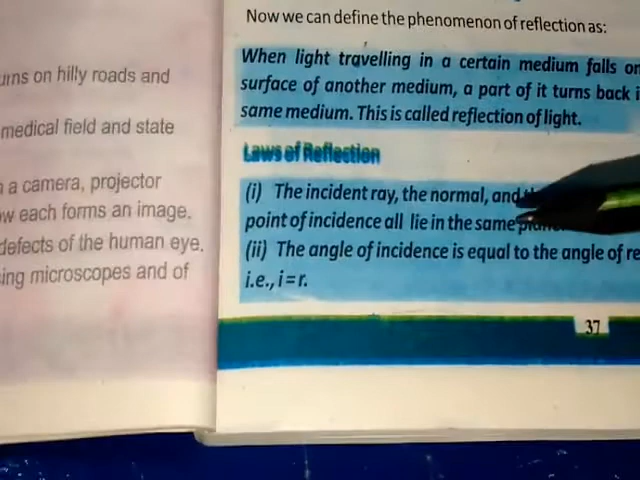 urns on hilly roads and
medical field and state
a camera, projector
w each forms an image.
defects of the human eye.
ing microscopes and of
Now we can define the phenomenon of reflection as:
When light travelling in a certain medium falls on
surface of another medium, a part of it turns back i
same medium. This is called reflection of light.
Laws of Reflection
(i) The incident ray, the normal, and
point of incidence all lie in the same
(ii) The angle of incidence is equal to the angle of re
i.e., i=r.
37